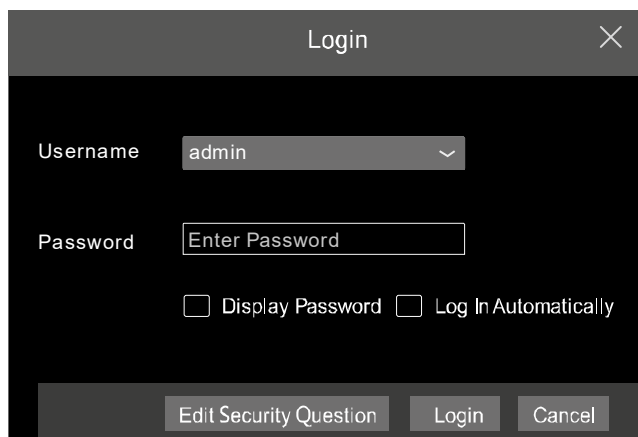 Login
Username admin
Password Enter Password
Display Password Log In Automatically
Edit Security Question Login Cancel